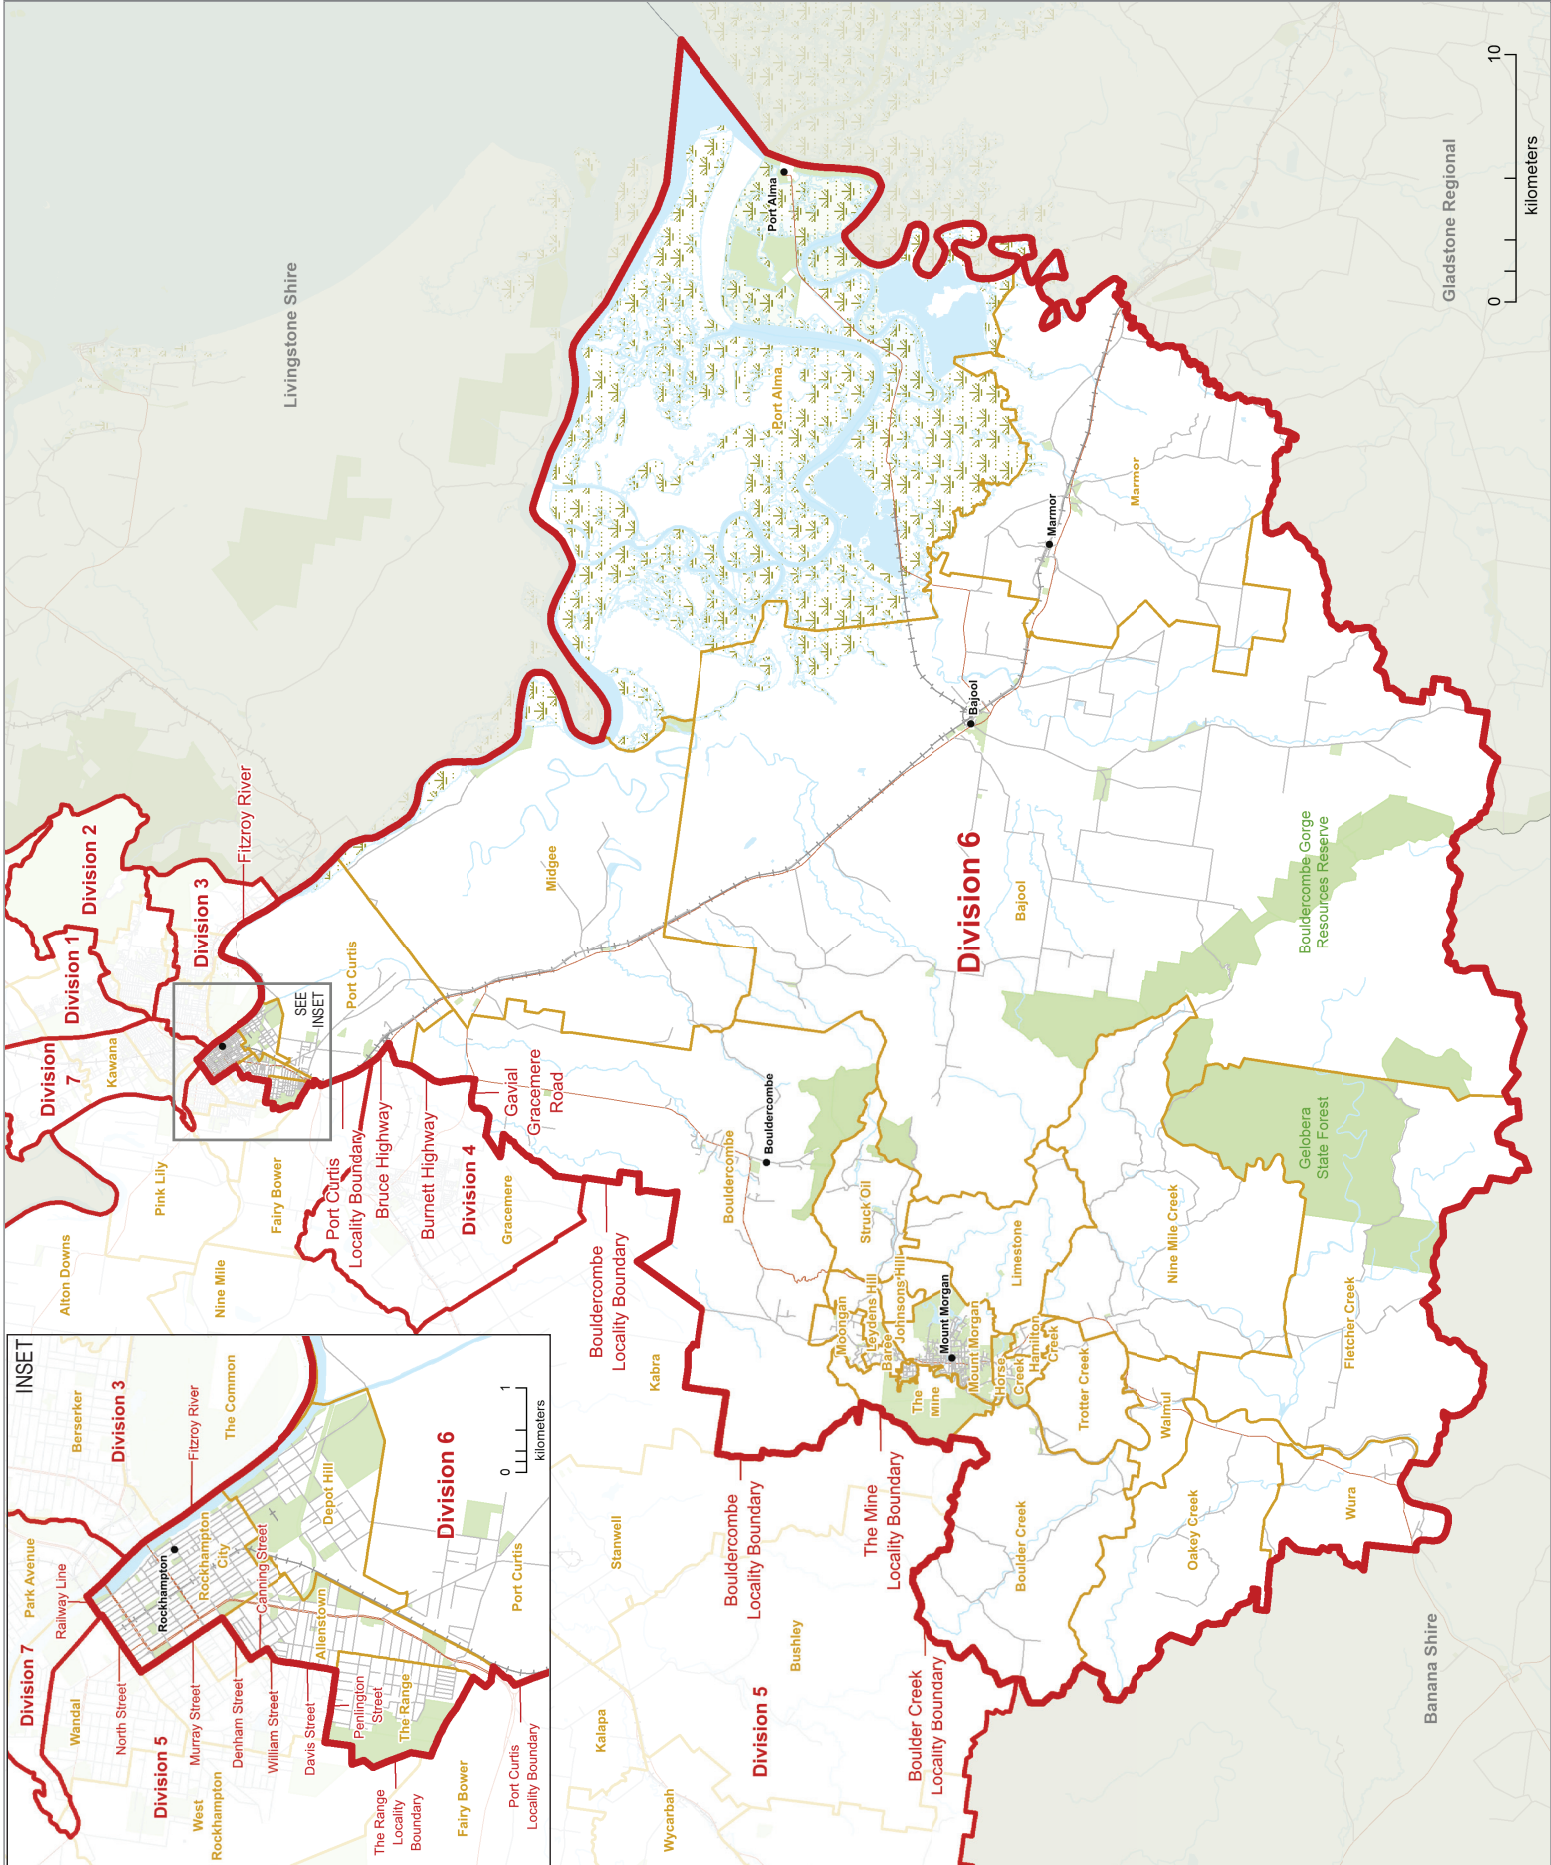 INSET
Park Avenue
Berserker
Division 3
The Common
Railway Line
Fitzroy River
Division 7
Wandal
North Street
Rockhampton
Rockhampton
City
Depot Hill
Division 6
Division 5
Murray Street
Canning Street
Denham Street
William Street
Allenstown
Davis Street
Penlington
Street
The Range
West
Rockhampton
The Range
Locality
Boundary
Fairy Bower
Port Curtis
Port Curtis
Locality Boundary
0
1
kilometers
Livingstone Shire
Division 2
Division 1
Division 3
Fitzroy River
Division
7
Kawana
SEE
INSET
Port Curtis
Pink Lily
Alton Downs
Fairy Bower
Nine Mile
Port Curtis
Locality Boundary
Bruce Highway
Burnett Highway
Division 4
Gracemere
Gavial
Gracemere
Road
Midgee
Port Alma
Port Alma
Marmor
Marmor
Bajool
Bajool
Division 6
Bouldercombe
Locality Boundary
Kabra
Bouldercombe
Bouldercombe
Struck Oil
Moongan
Leydens Hill
Johnsons Hill
Baree
Mount Morgan
Mount Morgan
The
Mine
Horse
Creek
Hamilton
Creek
Limestone
Trotter Creek
Nine Mile Creek
Walmul
Fletcher Creek
Gelobera
State Forest
Bouldercombe Gorge
Resources Reserve
Stanwell
Bouldercombe
Locality Boundary
The Mine
Locality Boundary
Boulder Creek
Oakey Creek
Wura
Kalapa
Bushley
Division 5
Wycarbah
Boulder Creek
Locality Boundary
Banana Shire
Gladstone Regional
0
10
kilometers